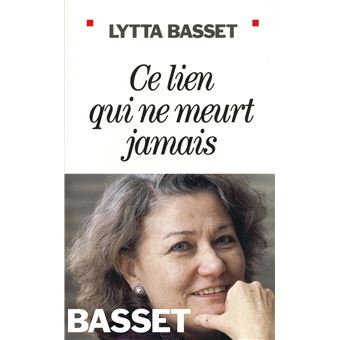 LYTTA BASSET
Ce lien
qui ne meurt
jamais
BASSET